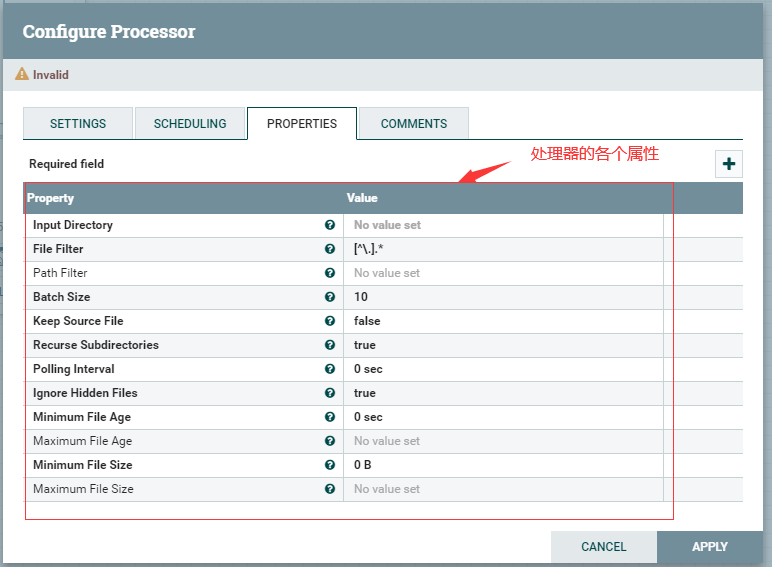 Configure Processor
Invalid
SETTINGS SCHEDULING PROPERTIES COMMENTS
处理器的各个属性
Required field
Property Value
Input Directory No value set
File Filter [^\.].*
Path Filter No value set
Batch Size 10
Keep Source File false
Recurse Subdirectories true
Polling Interval 0 sec
Ignore Hidden Files true
Minimum File Age 0 sec
Maximum File Age No value set
Minimum File Size 0 B
Maximum File Size No value set
CANCEL APPLY